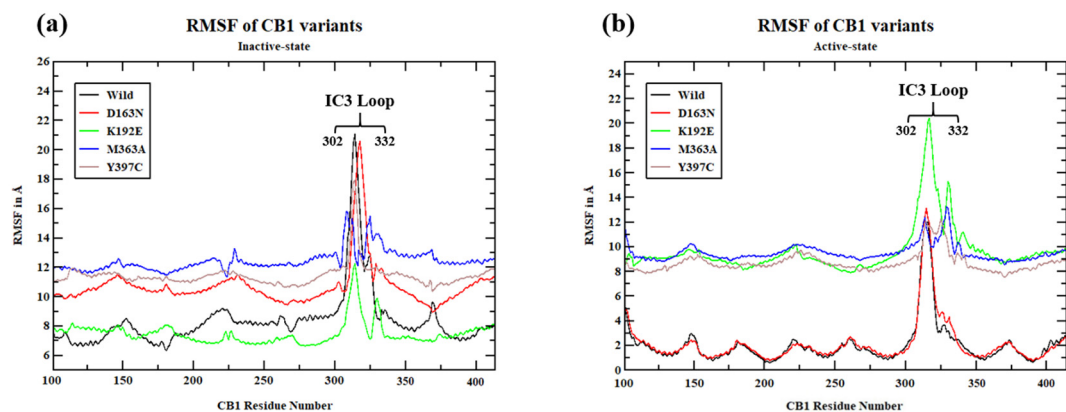 (a)
RMSF of CB1 variants
Inactive-state
26
24
22
20
18
16
14
12
10
8
6
RMSF in Å
Wild
D163N
K192E
M363A
Y397C
IC3 Loop
302 332
100 150 200 250 300 350 400
CB1 Residue Number
(b)
RMSF of CB1 variants
Active-state
24
22
20
18
16
14
12
10
8
6
4
2
0
RMSF in Å
Wild
D163N
K192E
M363A
Y397C
IC3 Loop
302 332
100 150 200 250 300 350 400
CB1 Residue Number